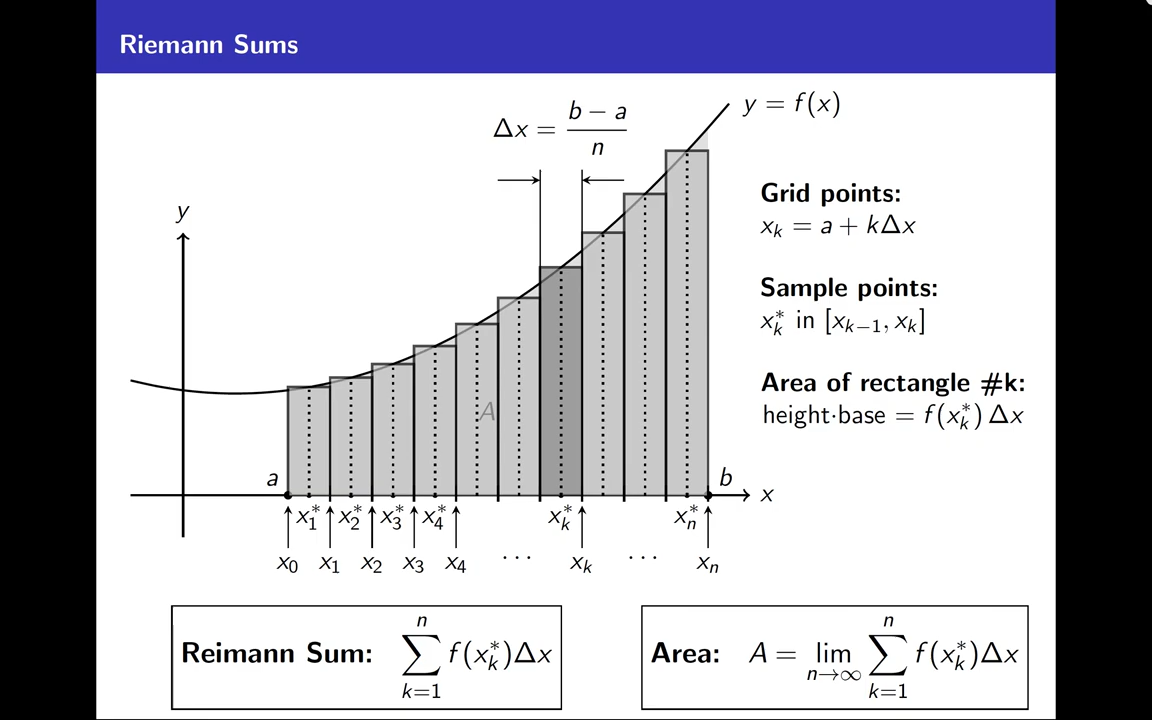 Riemann Sums
Δx = (b − a)/n
y = f(x)
y
Grid points:
x_k = a + kΔx
Sample points:
x_k^* in [x_{k−1}, x_k]
Area of rectangle #k:
height·base = f(x_k^*) Δx
A
a
b
x
x_1^* x_2^* x_3^* x_4^* x_k^* x_n^*
x_0 x_1 x_2 x_3 x_4 ··· x_k ··· x_n
Reimann Sum: ∑_{k=1}^{n} f(x_k^*)Δx
Area: A = lim_{n→∞} ∑_{k=1}^{n} f(x_k^*)Δx